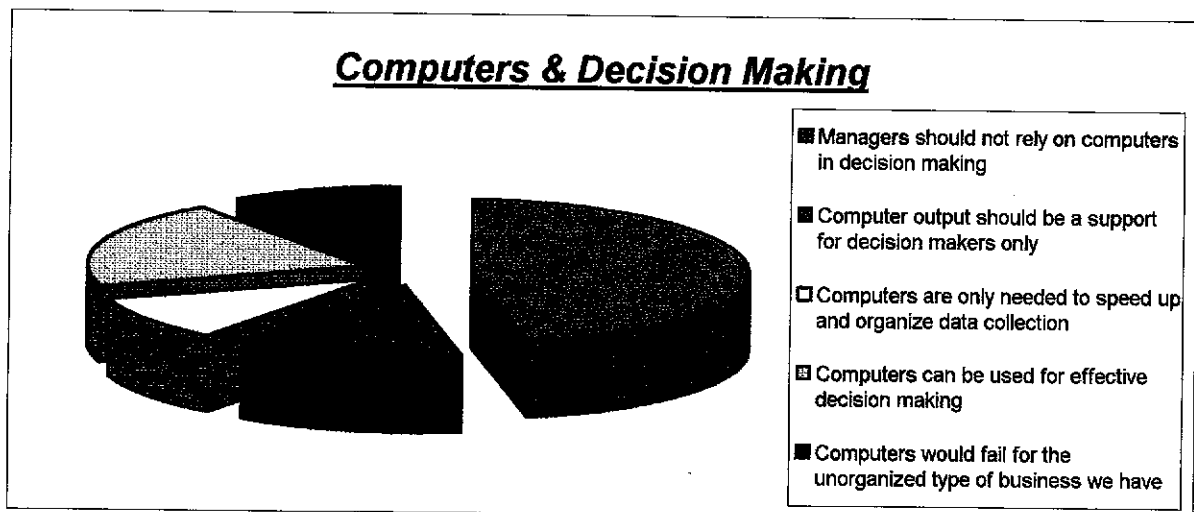 Computers & Decision Making
Managers should not rely on computers
in decision making
Computer output should be a support
for decision makers only
Computers are only needed to speed up
and organize data collection
Computers can be used for effective
decision making
Computers would fail for the
unorganized type of business we have